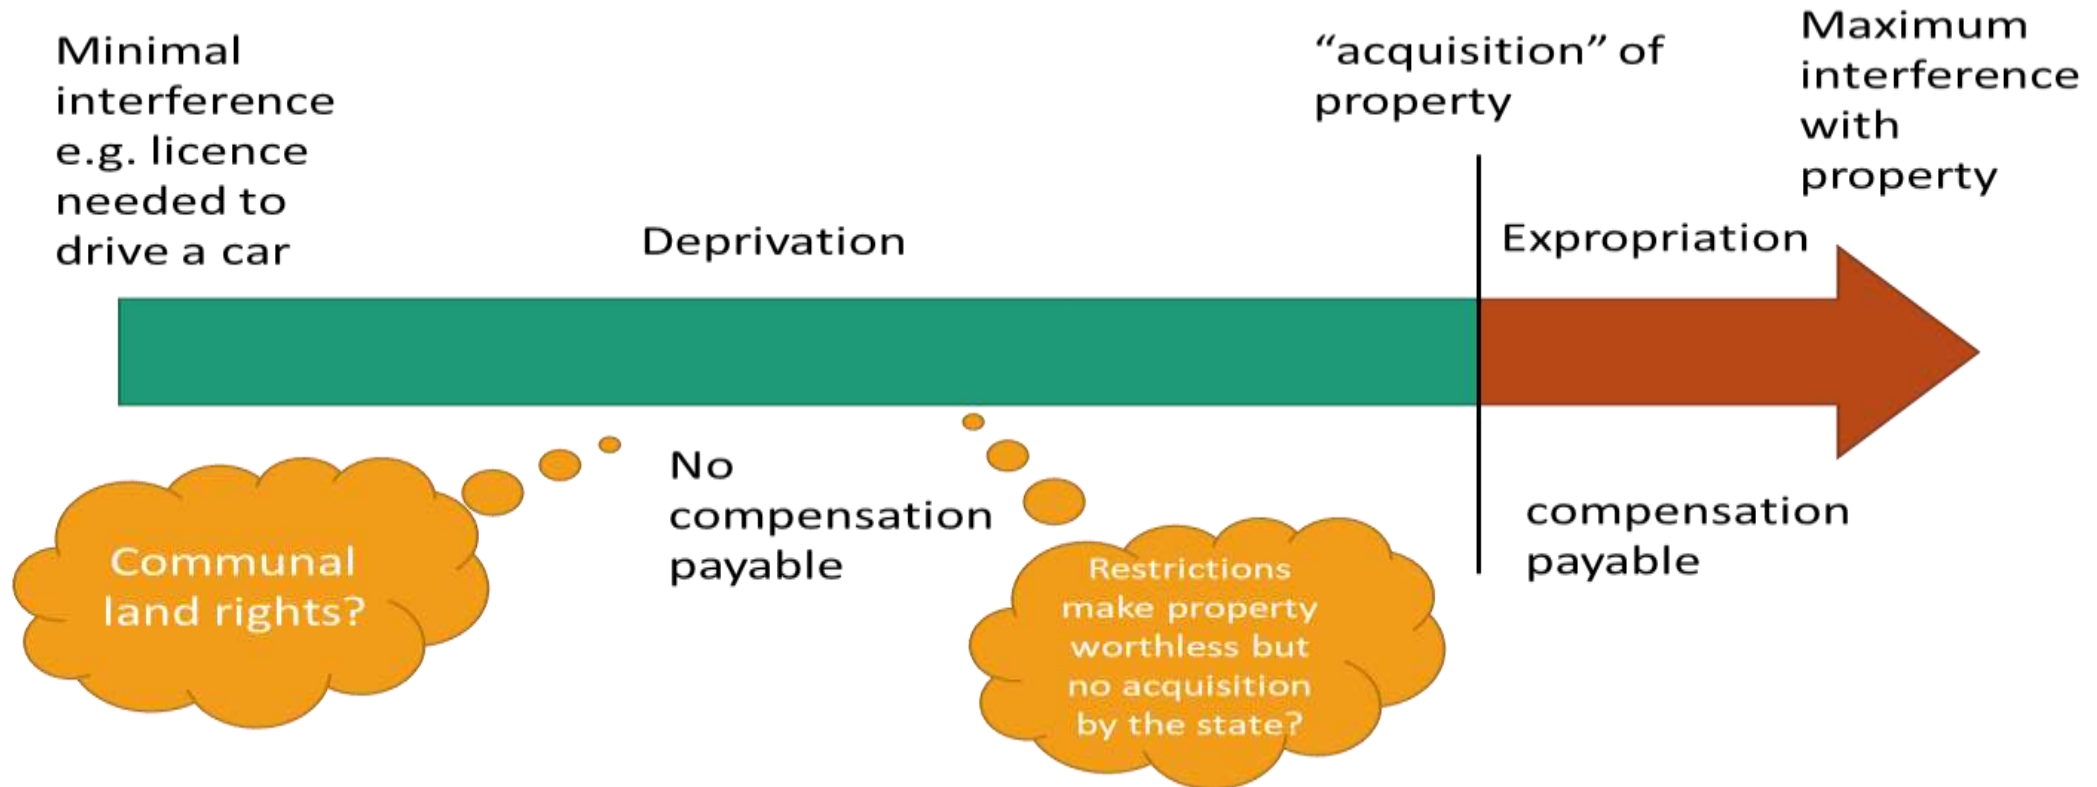 Minimal
interference
e.g. licence
needed to
drive a car
Deprivation
“acquisition” of
property
Maximum
interference
with
property
Expropriation
Communal
land rights?
No
compensation
payable
Restrictions
make property
worthless but
no acquisition
by the state?
compensation
payable